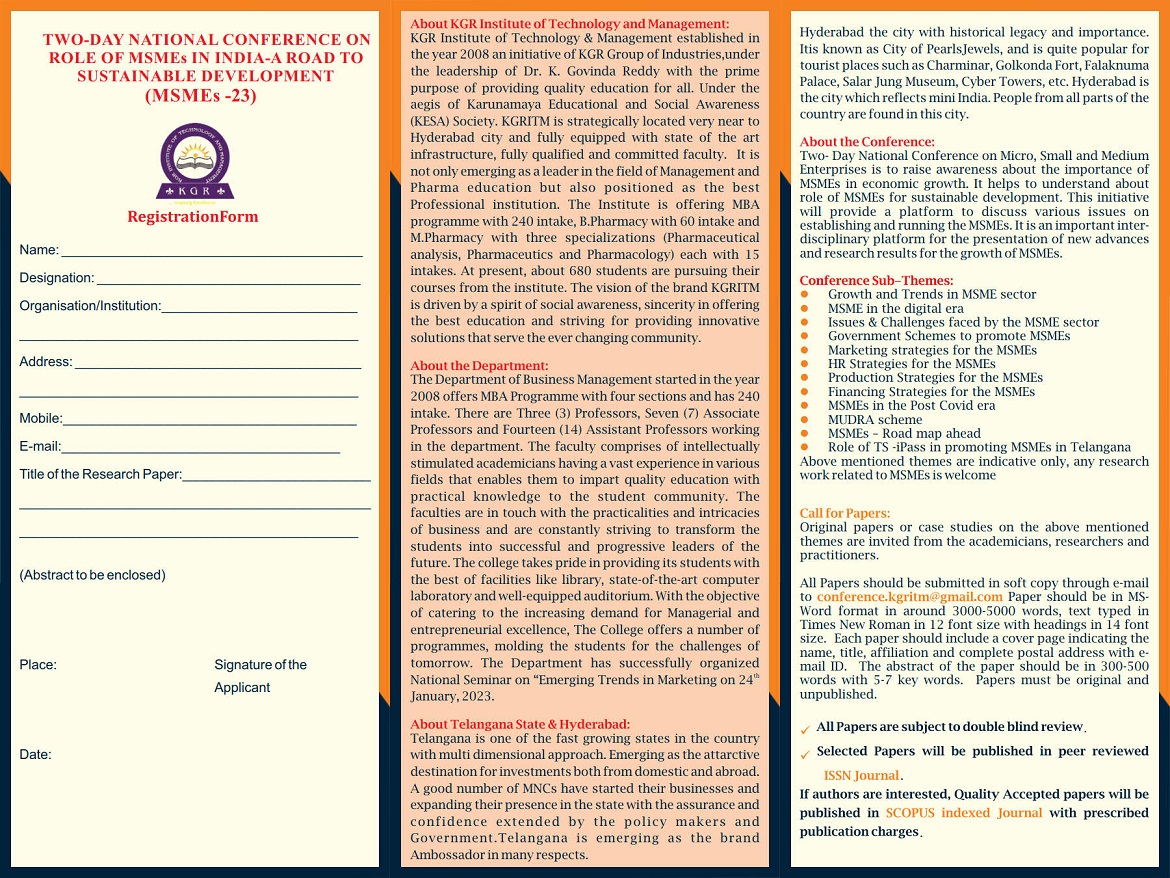 TWO-DAY NATIONAL CONFERENCE ON
ROLE OF MSMEs IN INDIA-A ROAD TO
SUSTAINABLE DEVELOPMENT
(MSMEs -23)
KGR INSTITUTE OF TECHNOLOGY AND MANAGEMENT
KGR
RegistrationForm
Name:
Designation:
Organisation/Institution:
Address:
Mobile:
E-mail:
Title of the Research Paper:
(Abstract to be enclosed)
Place:
Signature of the
Applicant
Date:
About KGR Institute of Technology and Management:
KGR Institute of Technology & Management established in
the year 2008 an initiative of KGR Group of Industries,under
the leadership of Dr. K. Govinda Reddy with the prime
purpose of providing quality education for all. Under the
aegis of Karunamaya Educational and Social Awareness
(KESA) Society. KGRITM is strategically located very near to
Hyderabad city and fully equipped with state of the art
infrastructure, fully qualified and committed faculty. It is
not only emerging as a leader in the field of Management and
Pharma education but also positioned as the best
Professional institution. The Institute is offering MBA
programme with 240 intake, B.Pharmacy with 60 intake and
M.Pharmacy with three specializations (Pharmaceutical
analysis, Pharmaceutics and Pharmacology) each with 15
intakes. At present, about 680 students are pursuing their
courses from the institute. The vision of the brand KGRITM
is driven by a spirit of social awareness, sincerity in offering
the best education and striving for providing innovative
solutions that serve the ever changing community.
About the Department:
The Department of Business Management started in the year
2008 offers MBA Programme with four sections and has 240
intake. There are Three (3) Professors, Seven (7) Associate
Professors and Fourteen (14) Assistant Professors working
in the department. The faculty comprises of intellectually
stimulated academicians having a vast experience in various
fields that enables them to impart quality education with
practical knowledge to the student community. The
faculties are in touch with the practicalities and intricacies
of business and are constantly striving to transform the
students into successful and progressive leaders of the
future. The college takes pride in providing its students with
the best of facilities like library, state-of-the-art computer
laboratory and well-equipped auditorium. With the objective
of catering to the increasing demand for Managerial and
entrepreneurial excellence, The College offers a number of
programmes, molding the students for the challenges of
tomorrow. The Department has successfully organized
National Seminar on “Emerging Trends in Marketing on 24th
January, 2023.
About Telangana State & Hyderabad:
Telangana is one of the fast growing states in the country
with multi dimensional approach. Emerging as the attarctive
destination for investments both from domestic and abroad.
A good number of MNCs have started their businesses and
expanding their presence in the state with the assurance and
confidence extended by the policy makers and
Government.Telangana is emerging as the brand
Ambassador in many respects.
Hyderabad the city with historical legacy and importance.
Itis known as City of Pearls,Jewels, and is quite popular for
tourist places such as Charminar, Golkonda Fort, Falaknuma
Palace, Salar Jung Museum, Cyber Towers, etc. Hyderabad is
the city which reflects mini India. People from all parts of the
country are found in this city.
About the Conference:
Two- Day National Conference on Micro, Small and Medium
Enterprises is to raise awareness about the importance of
MSMEs in economic growth. It helps to understand about
role of MSMEs for sustainable development. This initiative
will provide a platform to discuss various issues on
establishing and running the MSMEs. It is an important inter-
disciplinary platform for the presentation of new advances
and research results for the growth of MSMEs.
Conference Sub–Themes:
Growth and Trends in MSME sector
MSME in the digital era
Issues & Challenges faced by the MSME sector
Government Schemes to promote MSMEs
Marketing strategies for the MSMEs
HR Strategies for the MSMEs
Production Strategies for the MSMEs
Financing Strategies for the MSMEs
MSMEs in the Post Covid era
MUDRA scheme
MSMEs – Road map ahead
Role of TS -iPass in promoting MSMEs in Telangana
Above mentioned themes are indicative only, any research
work related to MSMEs is welcome
Call for Papers:
Original papers or case studies on the above mentioned
themes are invited from the academicians, researchers and
practitioners.
All Papers should be submitted in soft copy through e-mail
to conference.kgritm@gmail.com Paper should be in MS-
Word format in around 3000-5000 words, text typed in
Times New Roman in 12 font size with headings in 14 font
size. Each paper should include a cover page indicating the
name, title, affiliation and complete postal address with e-
mail ID. The abstract of the paper should be in 300-500
words with 5-7 key words. Papers must be original and
unpublished.
All Papers are subject to double blind review.
Selected Papers will be published in peer reviewed
ISSN Journal.
If authors are interested, Quality Accepted papers will be
published in SCOPUS indexed Journal with prescribed
publication charges.